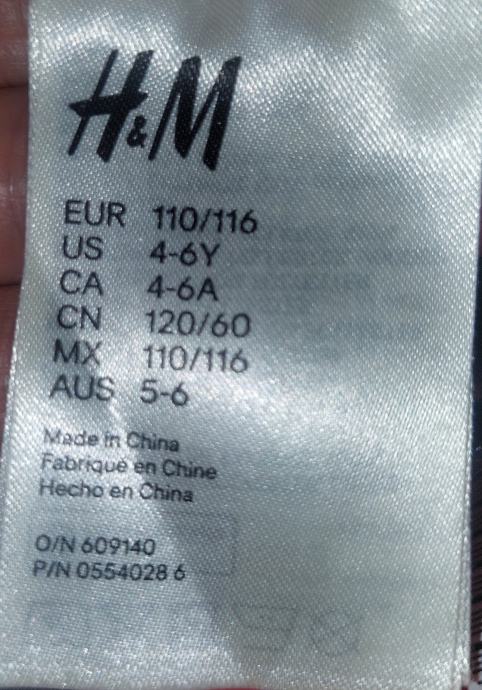 H&M
EUR 110/116
US 4-6Y
CA 4-6A
CN 120/60
MX 110/116
AUS 5-6
Made in China
Fabriqué en Chine
Hecho en China
O/N 609140
P/N 0554028 6